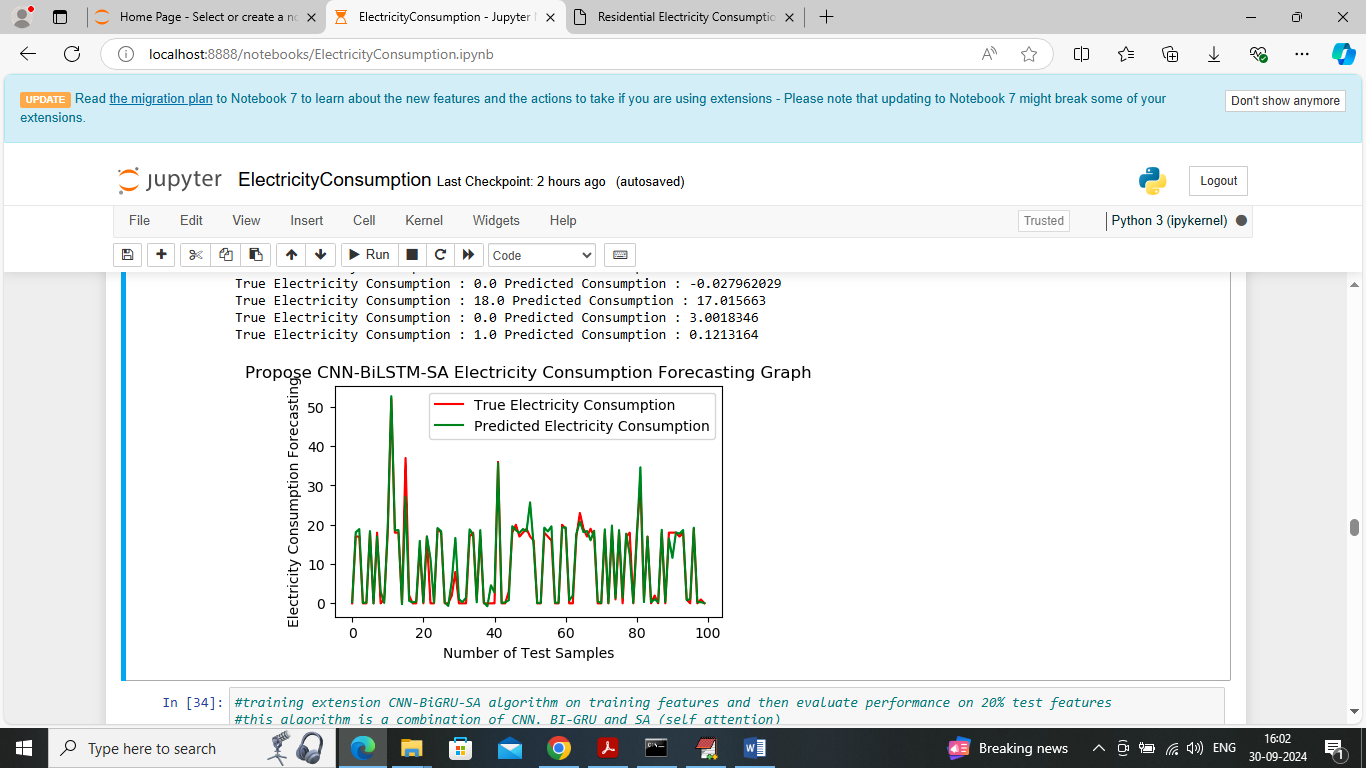 Home Page - Select or create a no
ElectricityConsumption - Jupyter
Residential Electricity Consumptio
localhost:8888/notebooks/ElectricityConsumption.ipynb
UPDATE Read the migration plan to Notebook 7 to learn about the new features and the actions to take if you are using extensions - Please note that updating to Notebook 7 might break some of your
extensions.
Don't show anymore
jupyter ElectricityConsumption Last Checkpoint: 2 hours ago (autosaved)
Logout
File Edit View Insert Cell Kernel Widgets Help
Trusted
Python 3 (ipykernel)
Run
Code
True Electricity Consumption : 0.0 Predicted Consumption : -0.027962029
True Electricity Consumption : 18.0 Predicted Consumption : 17.015663
True Electricity Consumption : 0.0 Predicted Consumption : 3.0018346
True Electricity Consumption : 1.0 Predicted Consumption : 0.1213164
Propose CNN-BiLSTM-SA Electricity Consumption Forecasting Graph
Electricity Consumption Forecasting
50
40
30
20
10
0
True Electricity Consumption
Predicted Electricity Consumption
0 20 40 60 80 100
Number of Test Samples
In [34]:
#training extension CNN-BiGRU-SA algorithm on training features and then evaluate performance on 20% test features
#this algorithm is a combination of CNN, BI-GRU and SA (self attention)
Type here to search
Breaking news
ENG
16:02
30-09-2024
1